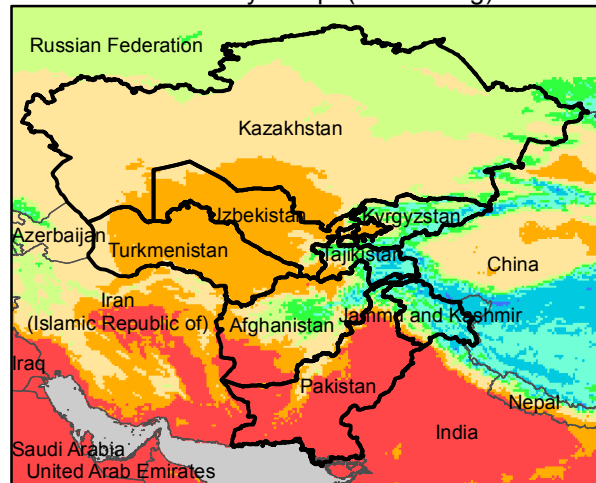 Russian Federation
Kazakhstan
Uzbekistan
Kyrgyzstan
Azerbaijan
Turkmenistan
Tajikistan
China
Iran
(Islamic Republic of)
Afghanistan
Jammu and Kashmir
Iraq
Pakistan
Nepal
Saudi Arabia
India
United Arab Emirates